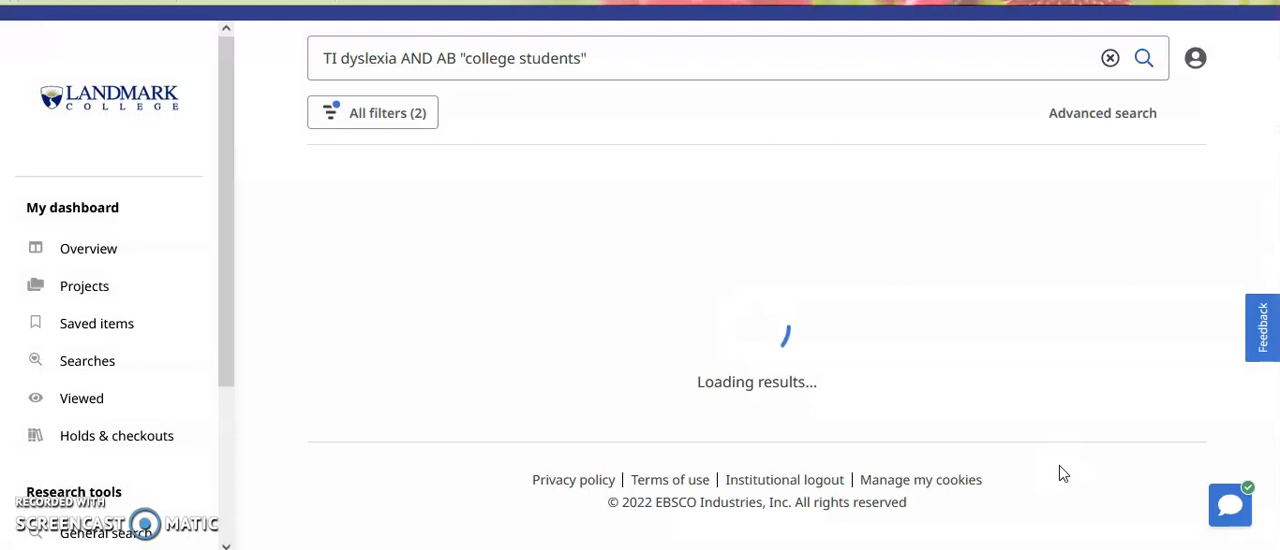 LANDMARK
COLLEGE
TI dyslexia AND AB "college students"
All filters (2)
Advanced search
My dashboard
Overview
Projects
Saved items
Searches
Viewed
Holds & checkouts
Research tools
General search
Loading results...
Feedback
Privacy policy | Terms of use | Institutional logout | Manage my cookies
© 2022 EBSCO Industries, Inc. All rights reserved
RECORDED WITH
SCREENCAST MATIC